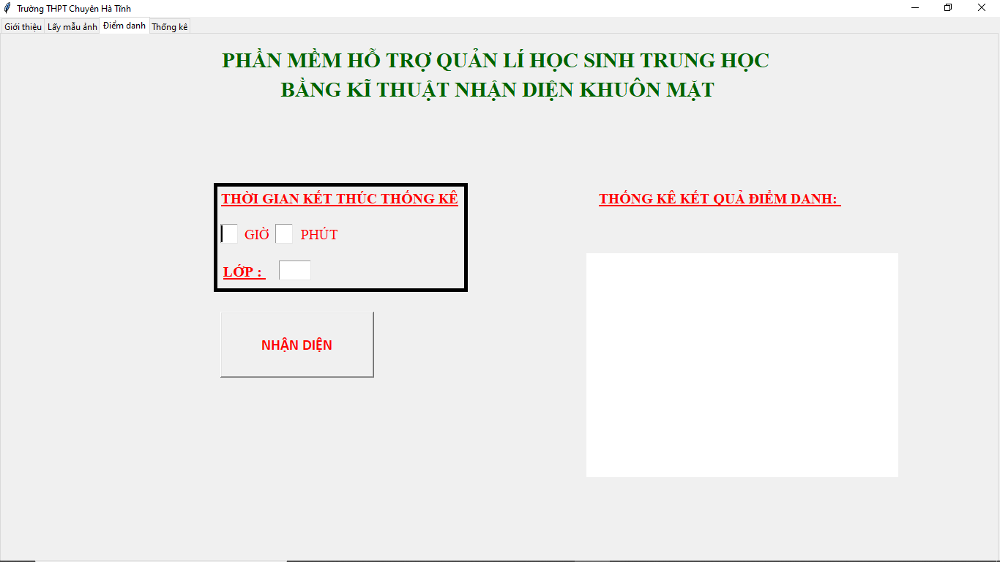 Trường THPT Chuyên Hà Tĩnh
Giới thiệu Lấy mẫu ảnh Điểm danh Thống kê
PHẦN MỀM HỖ TRỢ QUẢN LÍ HỌC SINH TRUNG HỌC
BẰNG KĨ THUẬT NHẬN DIỆN KHUÔN MẶT
THỜI GIAN KẾT THÚC THỐNG KÊ
GIỜ PHÚT
LỚP :
NHẬN DIỆN
THỐNG KÊ KẾT QUẢ ĐIỂM DANH: